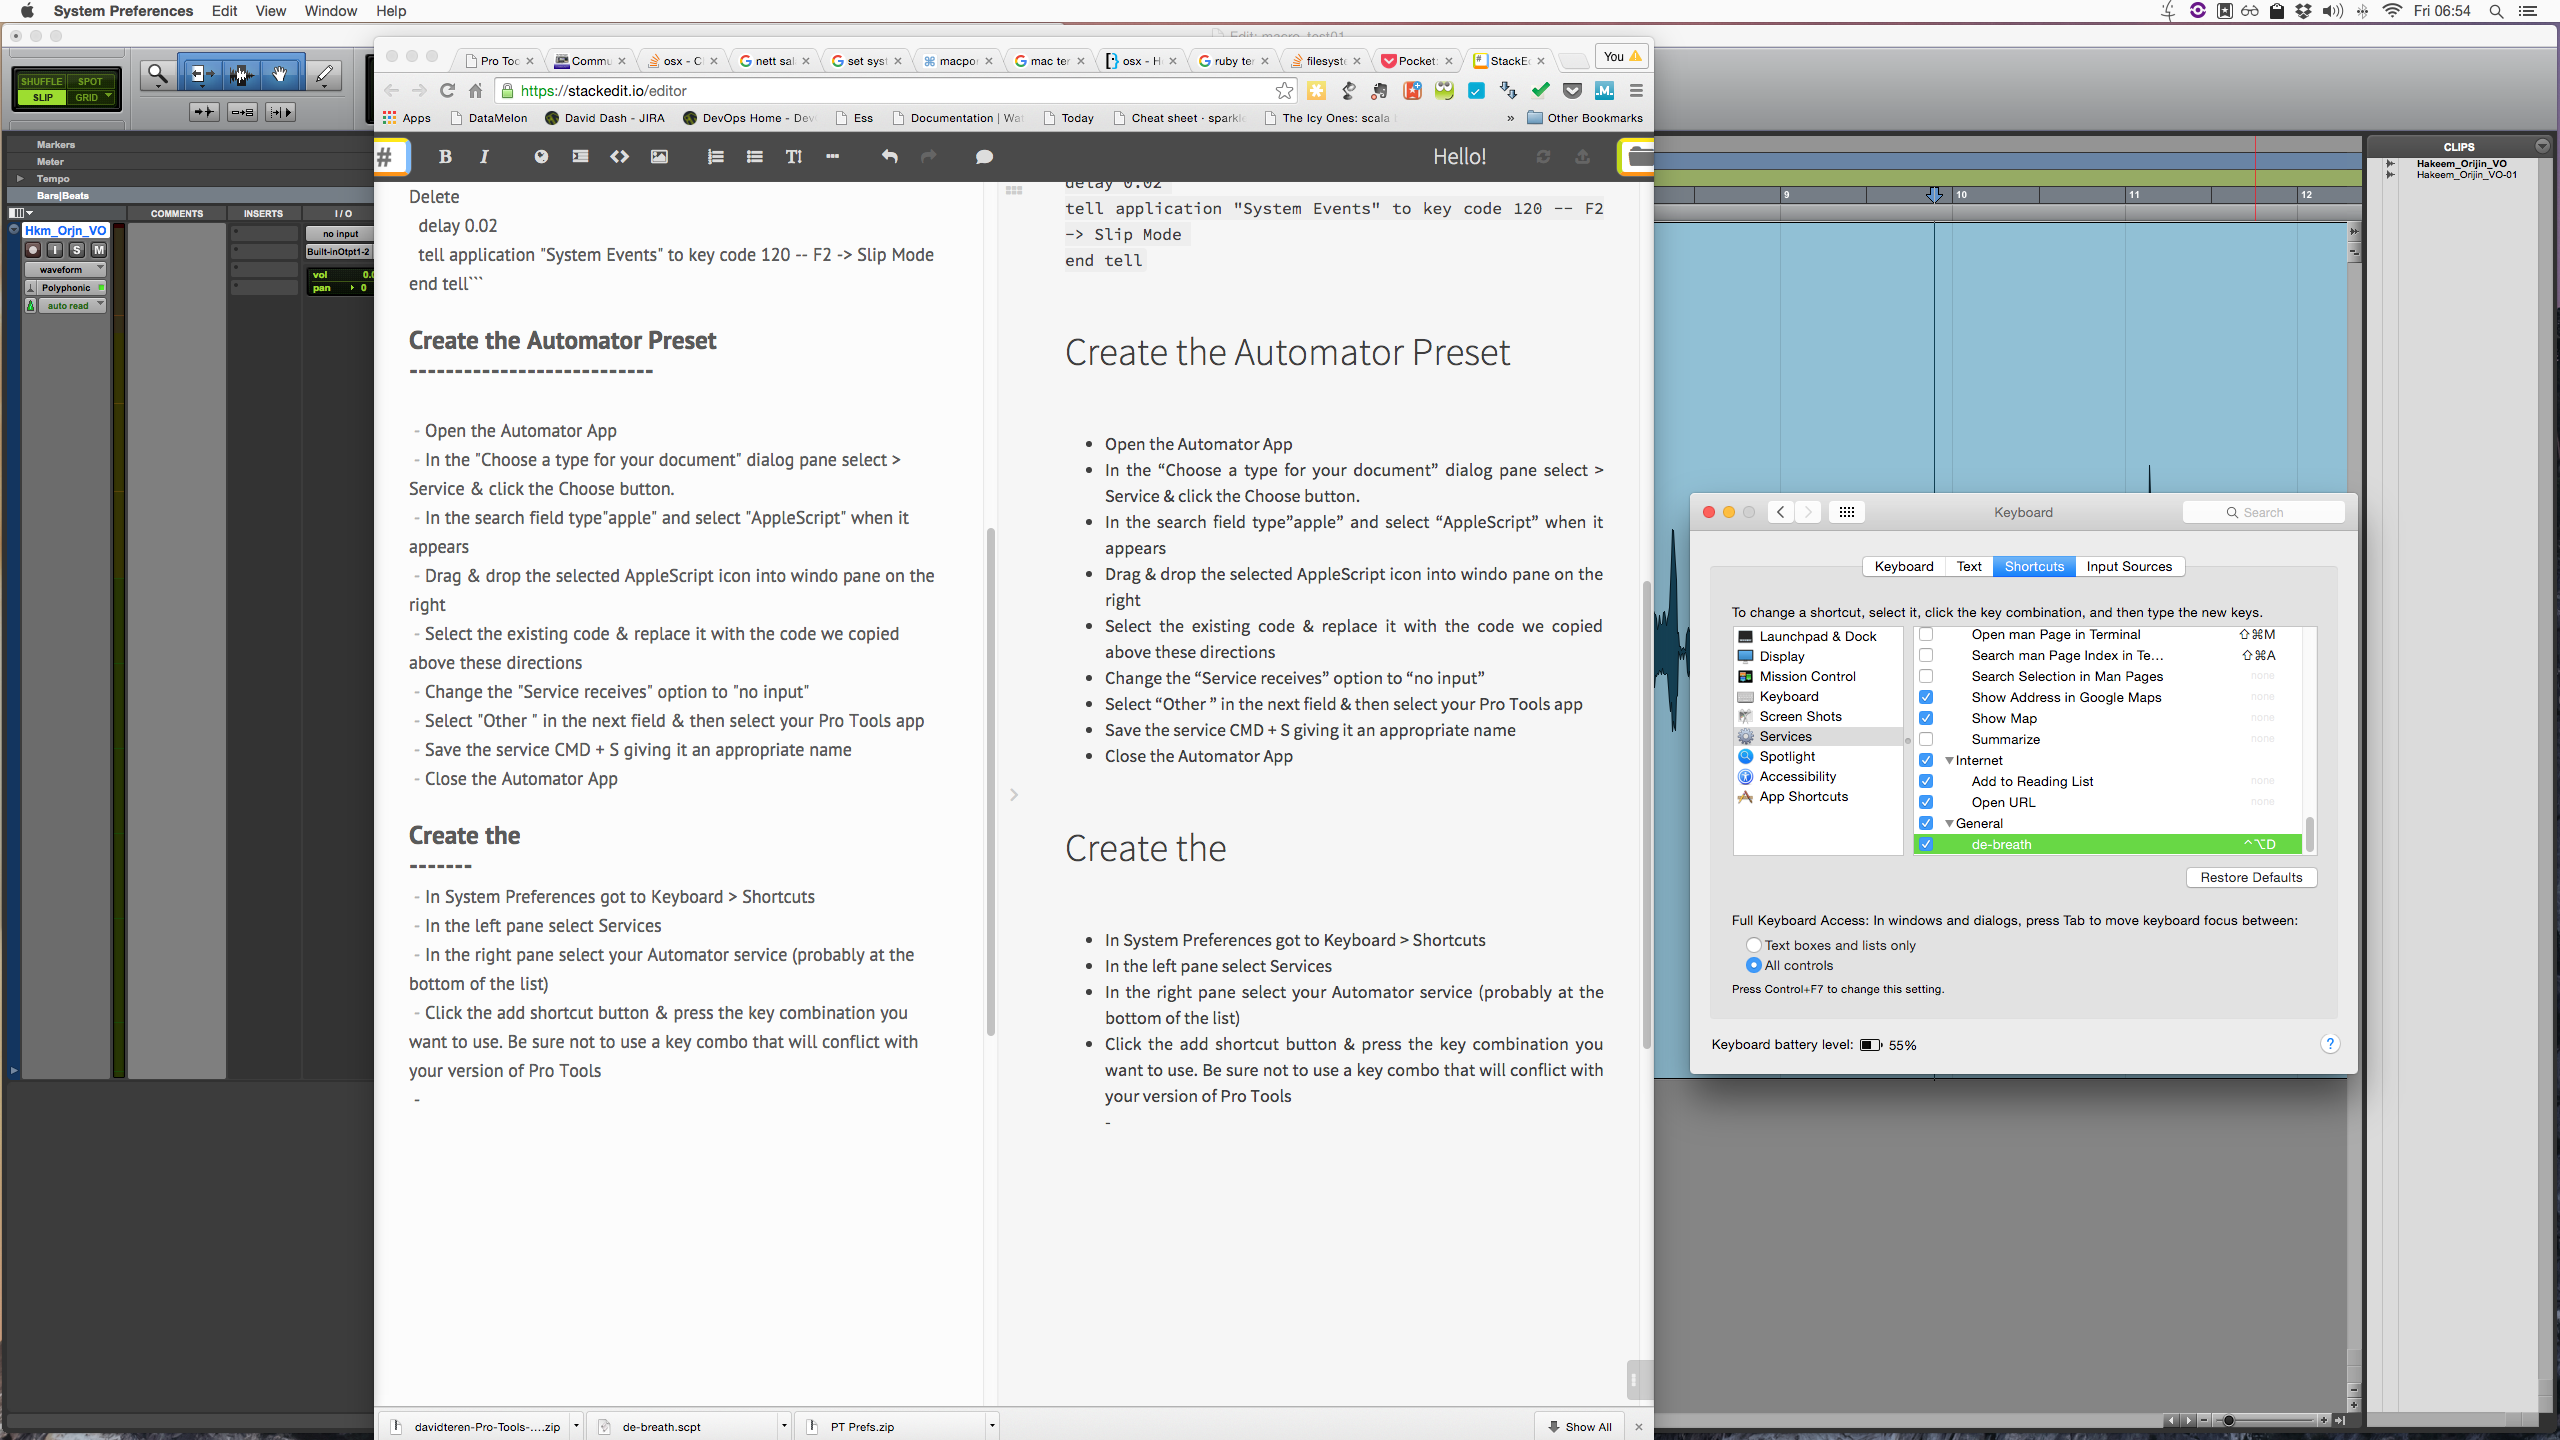 System Preferences Edit View Window Help
Fri 06:54
Edit: macro_test01
SHUFFLE SPOT
SLIP GRID
Markers
Meter
Tempo
Bars|Beats
COMMENTS INSERTS I / O
Hkm_Orjn_VO
no input
I S M
Built-inOtpt1-2
waveform
vol 0.
Polyphonic
pan 0
auto read
Pro Too Commu osx - C nett sal set syst macpor mac ter osx - H ruby ter filesyste Pocket: StackEd
You
https://stackedit.io/editor
Apps DataMelon David Dash - JIRA DevOps Home - Dev Ess Documentation | Wa Today Cheat sheet · spark The Icy Ones: scala » Other Bookmarks
# B I
Hello!
Delete
delay 0.02
tell application "System Events" to key code 120 -- F2 -> Slip Mode
end tell```
Create the Automator Preset
---------------------------
- Open the Automator App
- In the "Choose a type for your document" dialog pane select >
Service & click the Choose button.
- In the search field type"apple" and select "AppleScript" when it
appears
- Drag & drop the selected AppleScript icon into windo pane on the
right
- Select the existing code & replace it with the code we copied
above these directions
- Change the "Service receives" option to "no input"
- Select "Other " in the next field & then select your Pro Tools app
- Save the service CMD + S giving it an appropriate name
- Close the Automator App
Create the
-------
- In System Preferences got to Keyboard > Shortcuts
- In the left pane select Services
- In the right pane select your Automator service (probably at the
bottom of the list)
- Click the add shortcut button & press the key combination you
want to use. Be sure not to use a key combo that will conflict with
your version of Pro Tools
-
delay 0.02
tell application "System Events" to key code 120 -- F2
-> Slip Mode
end tell
Create the Automator Preset
• Open the Automator App
• In the “Choose a type for your document” dialog pane select >
Service & click the Choose button.
• In the search field type”apple” and select “AppleScript” when it
appears
• Drag & drop the selected AppleScript icon into windo pane on the
right
• Select the existing code & replace it with the code we copied
above these directions
• Change the “Service receives” option to “no input”
• Select “Other ” in the next field & then select your Pro Tools app
• Save the service CMD + S giving it an appropriate name
• Close the Automator App
Create the
• In System Preferences got to Keyboard > Shortcuts
• In the left pane select Services
• In the right pane select your Automator service (probably at the
bottom of the list)
• Click the add shortcut button & press the key combination you
want to use. Be sure not to use a key combo that will conflict with
your version of Pro Tools
-
davidteren-Pro-Tools-....zip de-breath.scpt PT Prefs.zip Show All
9 10 11 12
CLIPS
Hakeem_Orijin_VO
Hakeem_Orijin_VO-01
Keyboard
Search
Keyboard Text Shortcuts Input Sources
To change a shortcut, select it, click the key combination, and then type the new keys.
Launchpad & Dock
Display
Mission Control
Keyboard
Screen Shots
Services
Spotlight
Accessibility
App Shortcuts
Open man Page in Terminal ⇧⌘M
Search man Page Index in Te... ⇧⌘A
Search Selection in Man Pages none
Show Address in Google Maps none
Show Map none
Summarize none
Internet
Add to Reading List none
Open URL none
General
de-breath ^⌥D
Restore Defaults
Full Keyboard Access: In windows and dialogs, press Tab to move keyboard focus between:
Text boxes and lists only
All controls
Press Control+F7 to change this setting.
Keyboard battery level: 55%
?